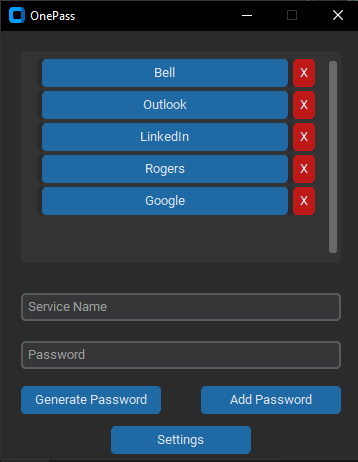 OnePass
Bell X
Outlook X
LinkedIn X
Rogers X
Google X
Service Name
Password
Generate Password Add Password
Settings